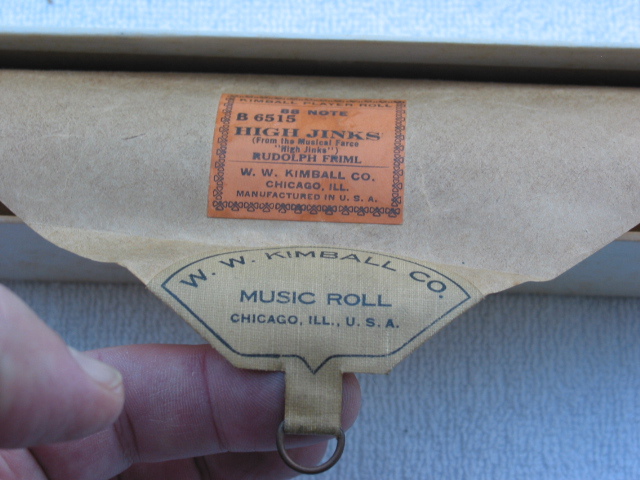 KIMBALL PLAYER ROLL
88 NOTE
B 6515
HIGH JINKS
(From the Musical Farce
"High Jinks")
RUDOLPH FRIML
W. W. KIMBALL CO.
CHICAGO, ILL.
MANUFACTURED IN U. S. A.
W. W. KIMBALL CO.
MUSIC ROLL
CHICAGO, ILL., U. S. A.